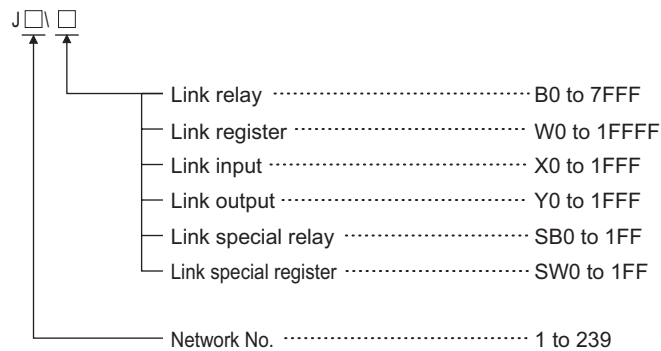 J□\ □
Link relay ⋯⋯⋯⋯⋯⋯⋯⋯⋯ B0 to 7FFF
Link register ⋯⋯⋯⋯⋯⋯⋯⋯⋯ W0 to 1FFFF
Link input ⋯⋯⋯⋯⋯⋯⋯⋯⋯ X0 to 1FFF
Link output ⋯⋯⋯⋯⋯⋯⋯⋯⋯ Y0 to 1FFF
Link special relay ⋯⋯⋯⋯⋯⋯⋯ SB0 to 1FF
Link special register ⋯⋯⋯⋯⋯⋯⋯ SW0 to 1FF
Network No. ⋯⋯⋯⋯⋯⋯⋯⋯⋯ 1 to 239